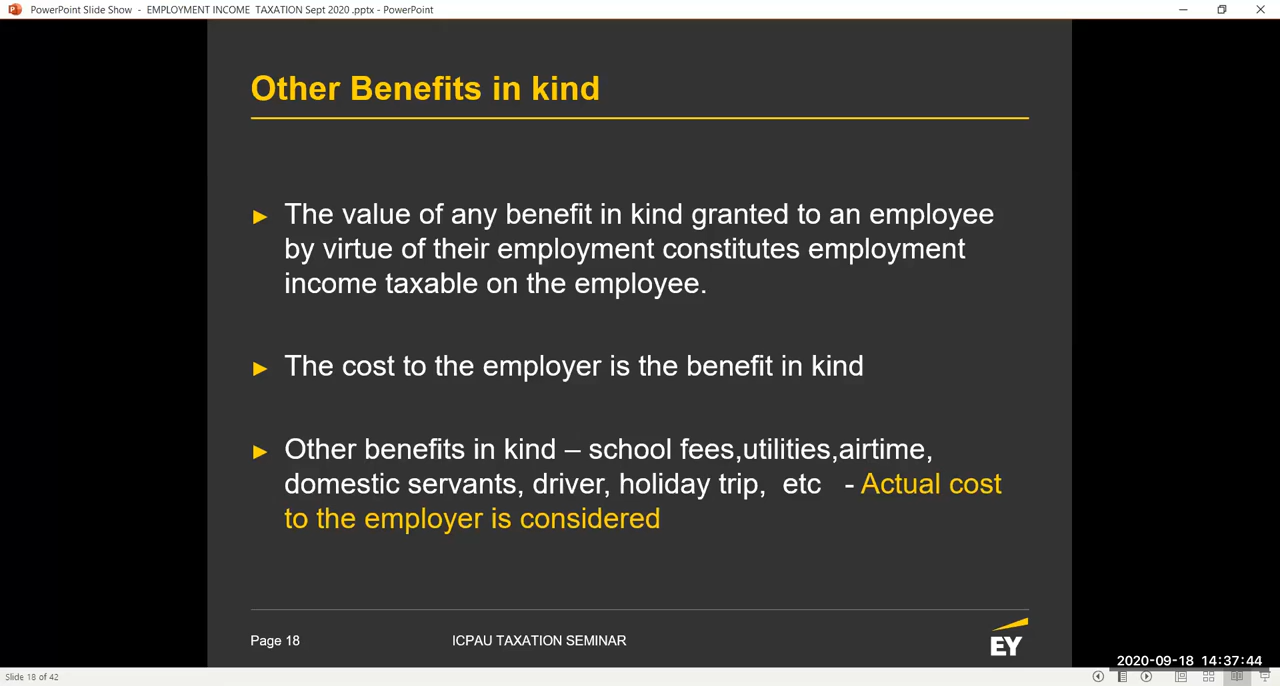 PowerPoint Slide Show - EMPLOYMENT INCOME TAXATION Sept 2020 .pptx - PowerPoint
Other Benefits in kind
► The value of any benefit in kind granted to an employee
by virtue of their employment constitutes employment
income taxable on the employee.
► The cost to the employer is the benefit in kind
► Other benefits in kind – school fees,utilities,airtime,
domestic servants, driver, holiday trip, etc - Actual cost
to the employer is considered
Page 18 ICPAU TAXATION SEMINAR
EY
2020-09-18 14:37:44
Slide 18 of 42